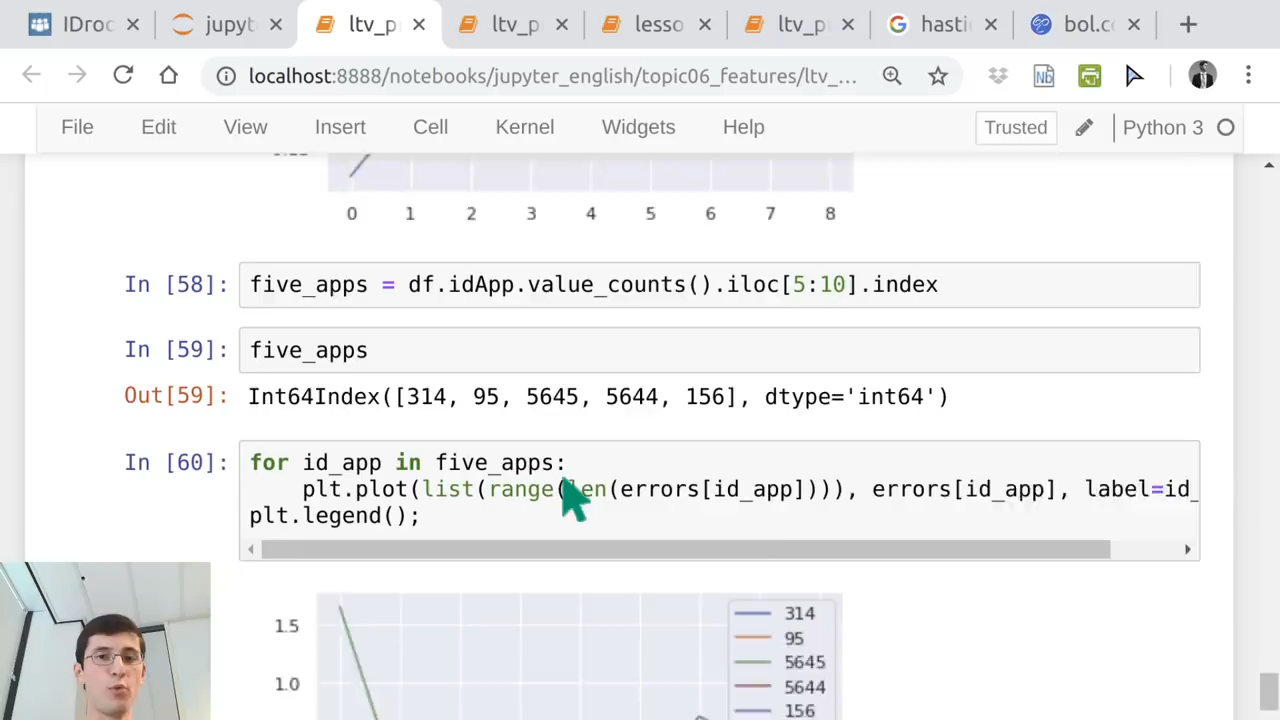 IDroc jupyt ltv_p ltv_p lesso ltv_p hastic bol.co
localhost:8888/notebooks/jupyter_english/topic06_features/ltv_...
File Edit View Insert Cell Kernel Widgets Help Trusted Python 3
0 1 2 3 4 5 6 7 8
In [58]: five_apps = df.idApp.value_counts().iloc[5:10].index
In [59]: five_apps
Out[59]: Int64Index([314, 95, 5645, 5644, 156], dtype='int64')
In [60]: for id_app in five_apps:
plt.plot(list(range(len(errors[id_app]))), errors[id_app], label=id_
plt.legend();
314
1.5
95
5645
1.0
5644
156